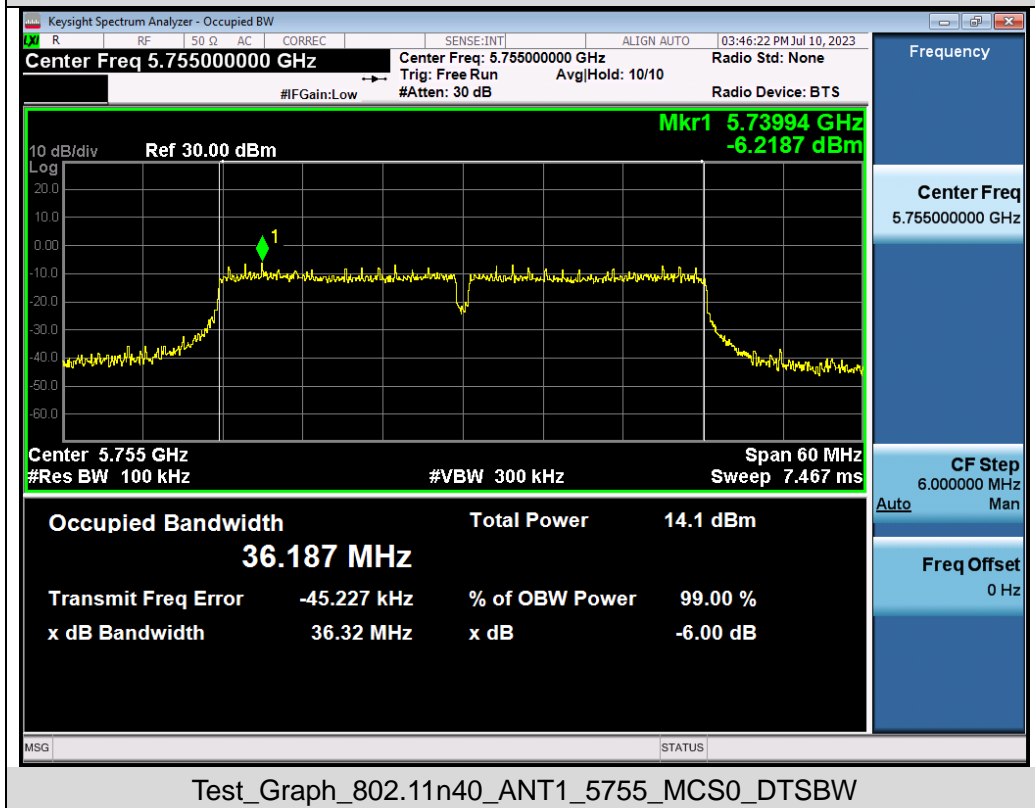 Keysight Spectrum Analyzer - Occupied BW
LXI R RF 50 Ω AC CORREC SENSE:INT ALIGN AUTO 03:46:22 PM Jul 10, 2023
Center Freq 5.755000000 GHz
#IFGain:Low
Center Freq: 5.755000000 GHz
Trig: Free Run Avg|Hold: 10/10
#Atten: 30 dB
Radio Std: None
Radio Device: BTS
Frequency
Mkr1 5.73994 GHz
-6.2187 dBm
10 dB/div Ref 30.00 dBm
Log
20.0
10.0
0.00
-10.0
-20.0
-30.0
-40.0
-50.0
-60.0
1
Center 5.755 GHz Span 60 MHz
#Res BW 100 kHz #VBW 300 kHz Sweep 7.467 ms
Occupied Bandwidth Total Power 14.1 dBm
36.187 MHz
Transmit Freq Error -45.227 kHz % of OBW Power 99.00 %
x dB Bandwidth 36.32 MHz x dB -6.00 dB
Center Freq
5.755000000 GHz
CF Step
6.000000 MHz
Auto Man
Freq Offset
0 Hz
MSG STATUS
Test_Graph_802.11n40_ANT1_5755_MCS0_DTSBW